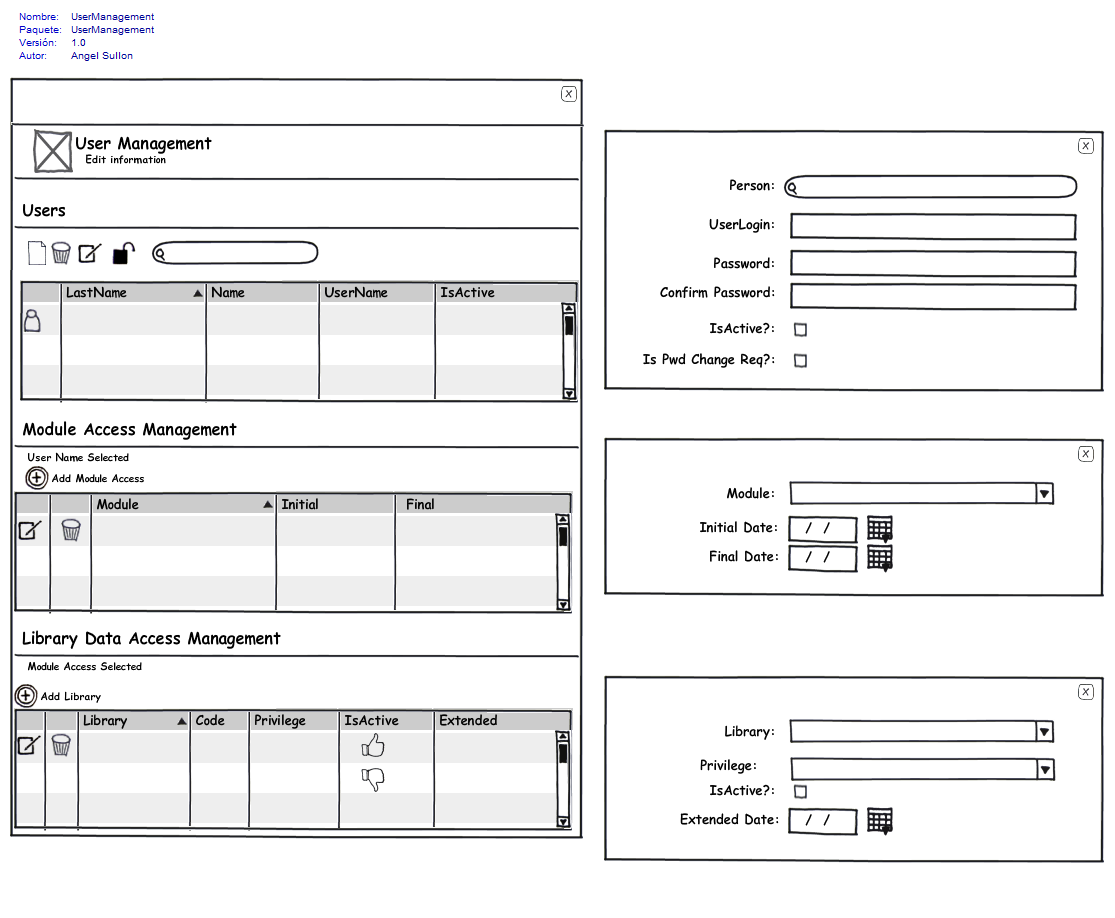 Nombre: UserManagement
Paquete: UserManagement
Versión: 1.0
Autor: Angel Sullon
X
User Management
Edit information
Users
LastName Name UserName IsActive
Module Access Management
User Name Selected
Add Module Access
Module Initial Final
Library Data Access Management
Module Access Selected
Add Library
Library Code Privilege IsActive Extended
X
Person:
UserLogin:
Password:
Confirm Password:
IsActive?:
Is Pwd Change Req?:
X
Module:
Initial Date: / /
Final Date: / /
X
Library:
Privilege:
IsActive?:
Extended Date: / /